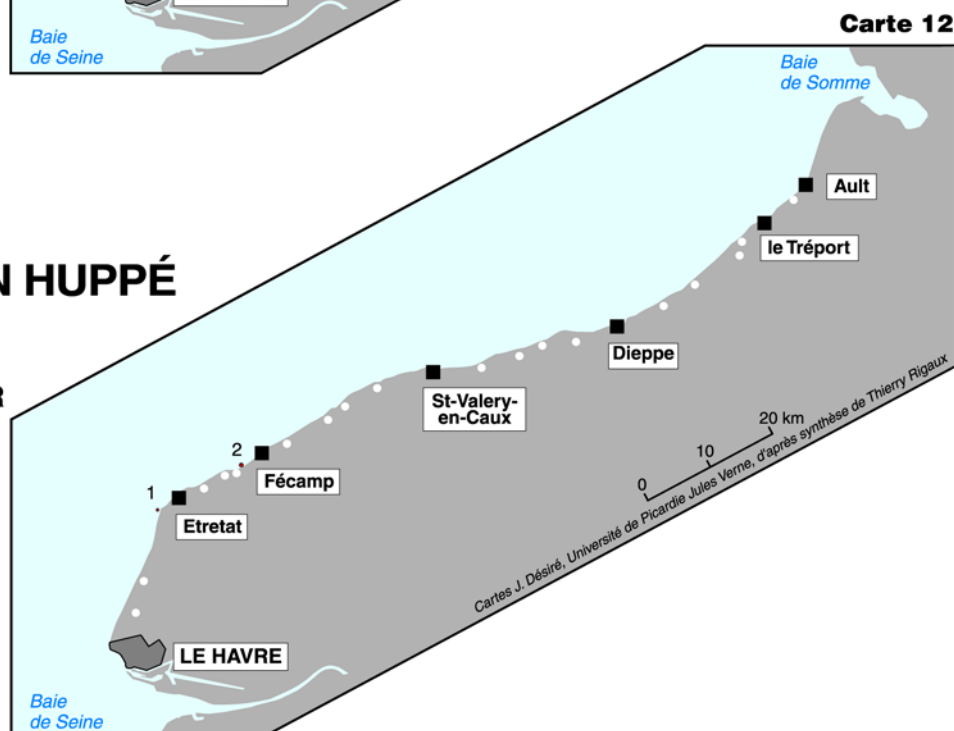 Baie
de Seine
Carte 12
Baie
de Somme
Ault
le Tréport
N HUPPÉ
Dieppe
R
St-Valery-
en-Caux
20 km
10
0
2
Fécamp
1
Etretat
Cartes J. Désiré, Université de Picardie Jules Verne, d'après synthèse de Thierry Rigaux
LE HAVRE
Baie
de Seine